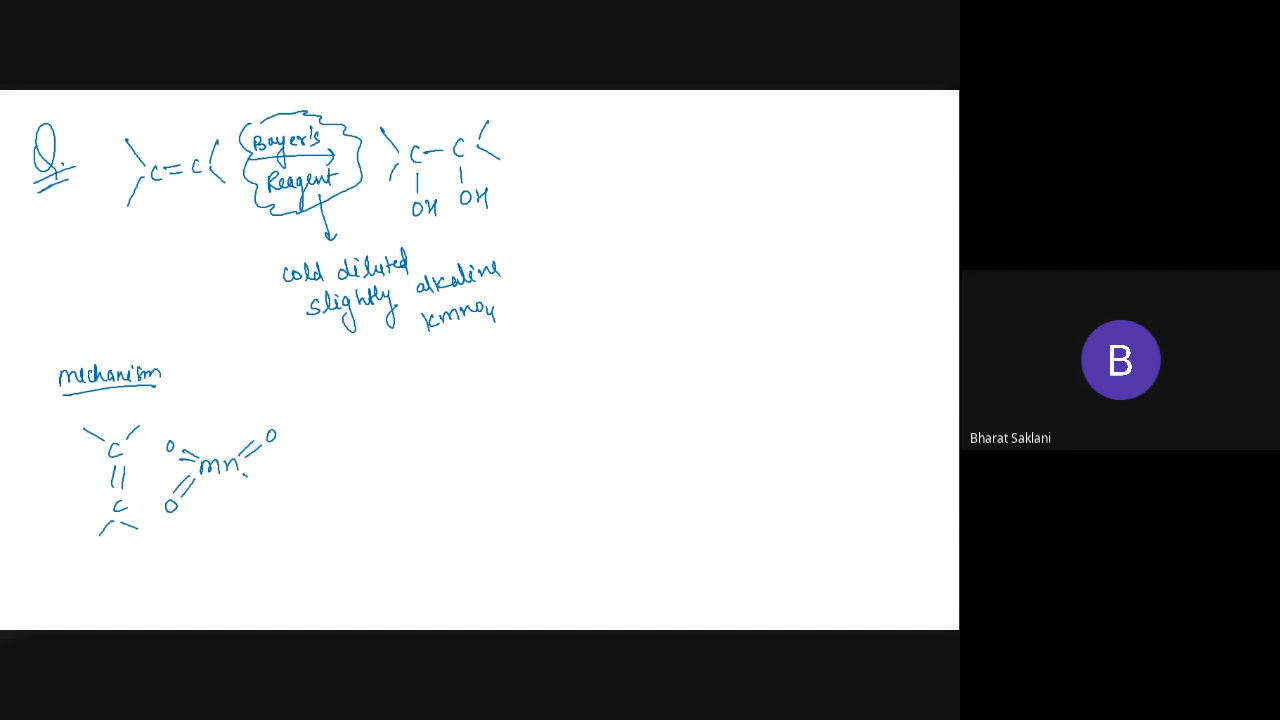 Q.
C=C Bayer's Reagent C-C
OH OH
cold diluted
slightly alkaline
kmno4
mechanism
C
O mn O
C
O
B
Bharat Saklani